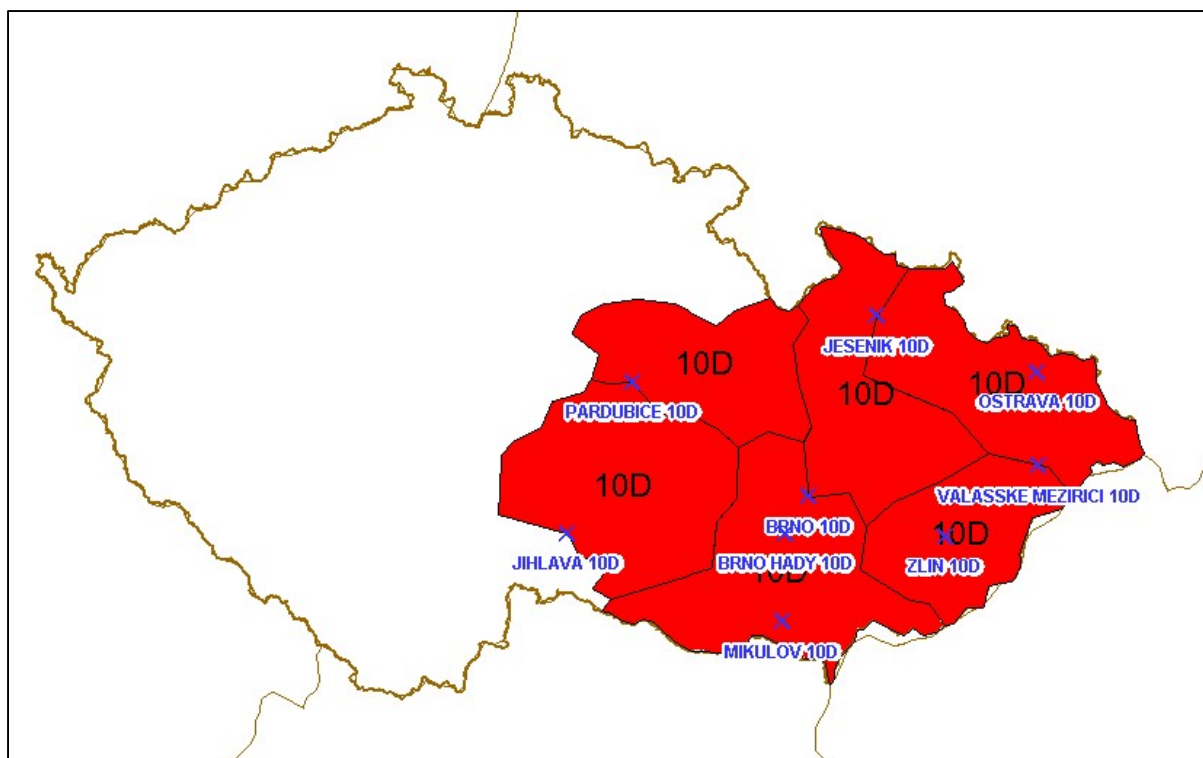 JESENIK 10D
10D
PARDUBICE 10D
10D
10D
OSTRAVA 10D
10D
VALASSKE MEZIRICI 10D
BRNO 10D
10D
JIHLAVA 10D
BRNO HADY 10D
ZLIN 10D
10D
MIKULOV 10D